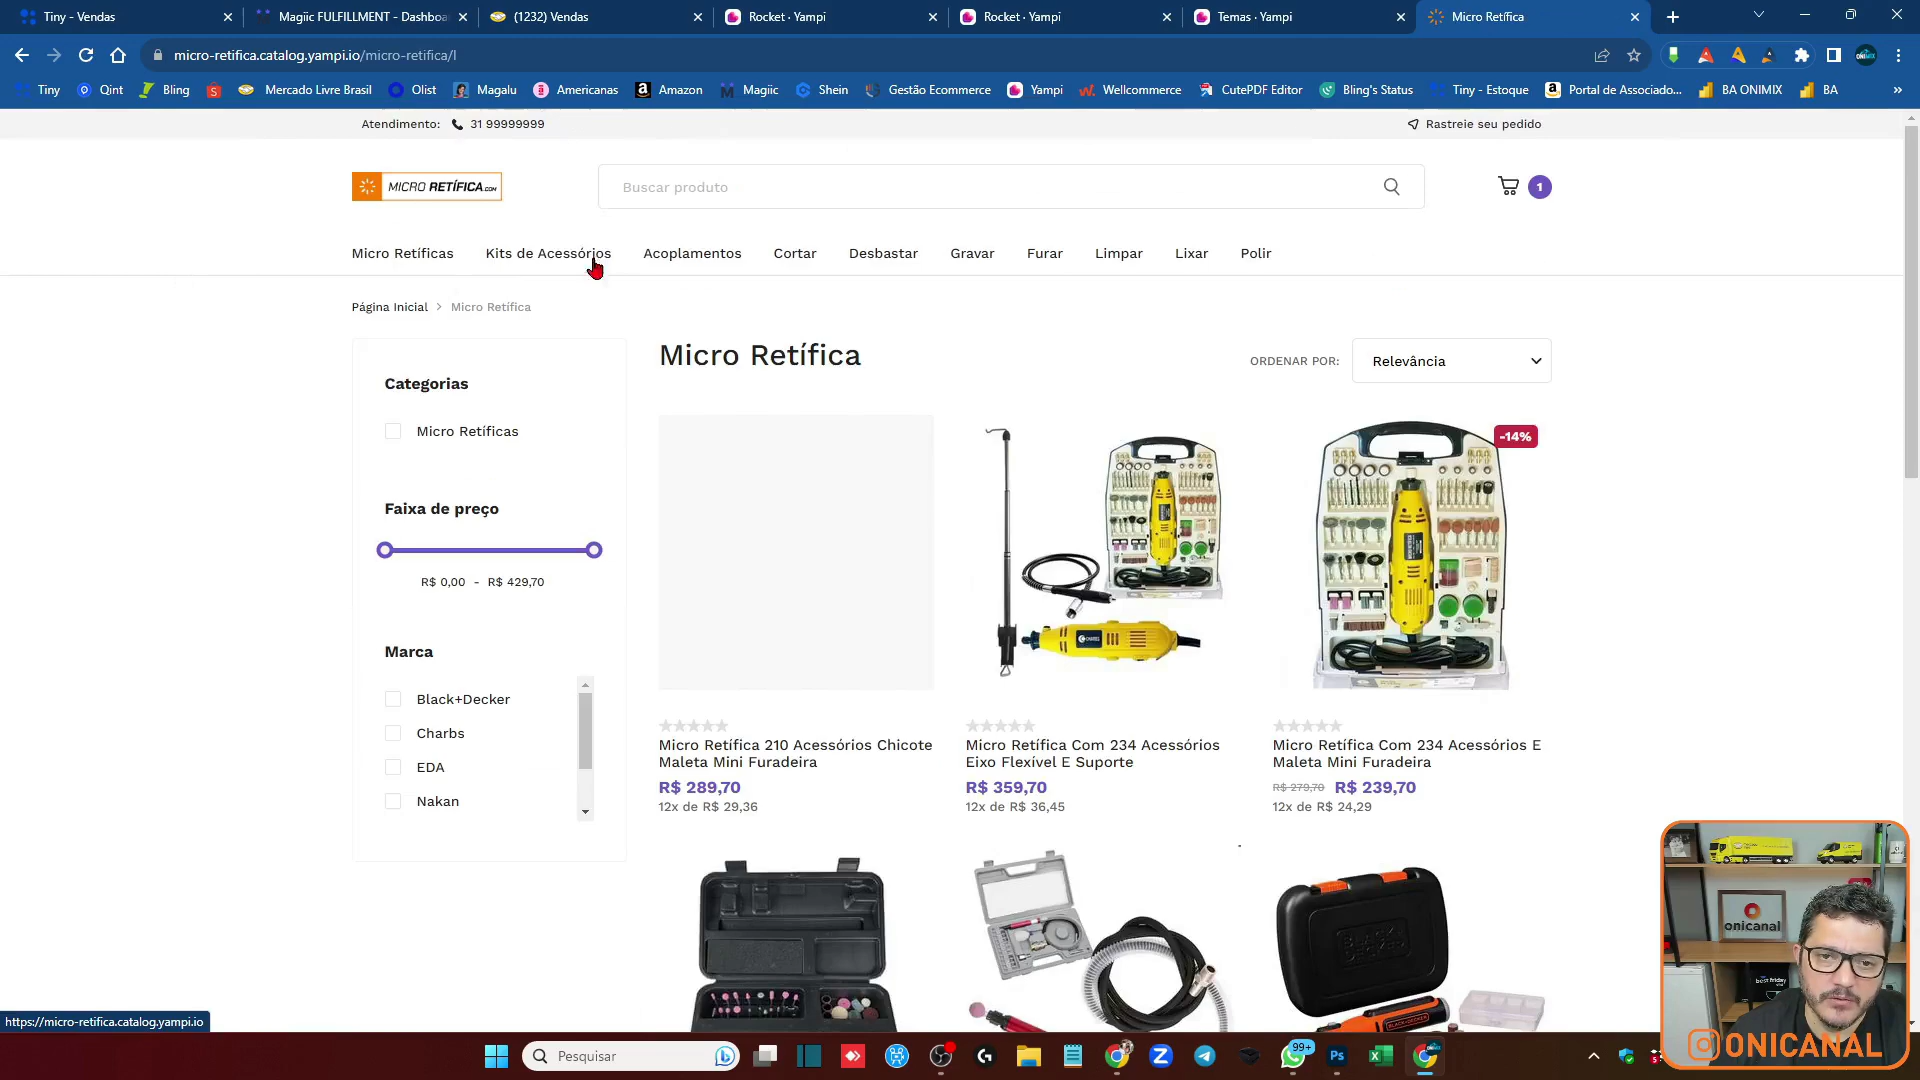 Tiny - Vendas
Magiic FULFILLMENT - Dashboa
(1232) Vendas
Rocket · Yampi
Rocket · Yampi
Temas · Yampi
Micro Retífica
micro-retifica.catalog.yampi.io/micro-retifica/l
Tiny
Qint
Bling
Mercado Livre Brasil
Olist
Magalu
Americanas
Amazon
Magiic
Shein
Gestão Ecommerce
Yampi
Wellcommerce
CutePDF Editor
Bling's Status
Tiny - Estoque
Portal de Associado...
BA ONIMIX
BA
Atendimento: 31 99999999
Rastreie seu pedido
MICRO RETÍFICA.COM
Buscar produto
1
Micro Retíficas
Kits de Acessórios
Acoplamentos
Cortar
Desbastar
Gravar
Furar
Limpar
Lixar
Polir
Página Inicial > Micro Retífica
Categorias
Micro Retíficas
Faixa de preço
R$ 0,00 - R$ 429,70
Marca
Black+Decker
Charbs
EDA
Nakan
Micro Retífica
ORDENAR POR:
Relevância
-14%
Micro Retífica 210 Acessórios Chicote
Maleta Mini Furadeira
R$ 289,70
12x de R$ 29,36
Micro Retífica Com 234 Acessórios
Eixo Flexível E Suporte
R$ 359,70
12x de R$ 36,45
Micro Retífica Com 234 Acessórios E
Maleta Mini Furadeira
R$ 279,70 R$ 239,70
12x de R$ 24,29
BLACK+DECKER
onicanal
best friday
ONICANAL
https://micro-retifica.catalog.yampi.io
Pesquisar
99+